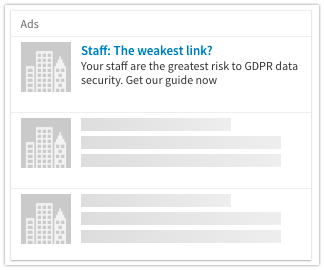 Ads
Staff: The weakest link?
Your staff are the greatest risk to GDPR data
security. Get our guide now